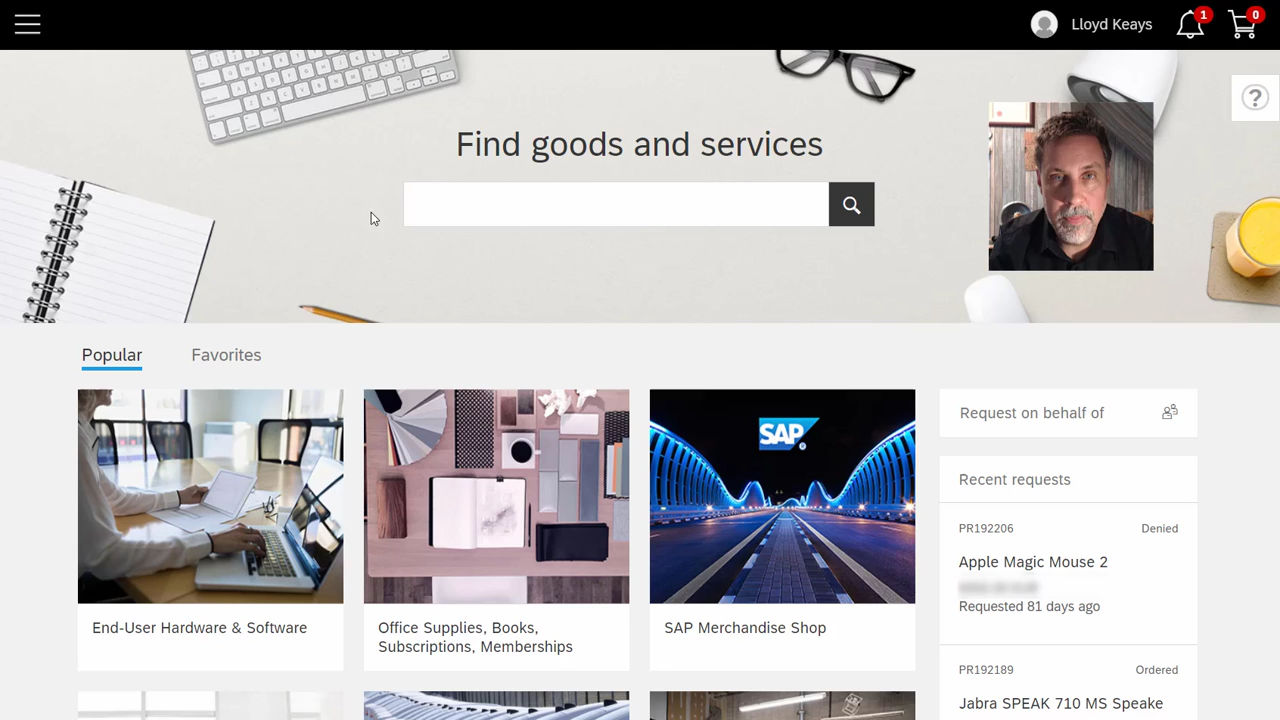 Lloyd Keays
1
0
?
Find goods and services
Popular
Favorites
SAP
Request on behalf of
Recent requests
PR192206
Denied
Apple Magic Mouse 2
Requested 81 days ago
PR192189
Ordered
Jabra SPEAK 710 MS Speake
End-User Hardware & Software
Office Supplies, Books,
Subscriptions, Memberships
SAP Merchandise Shop